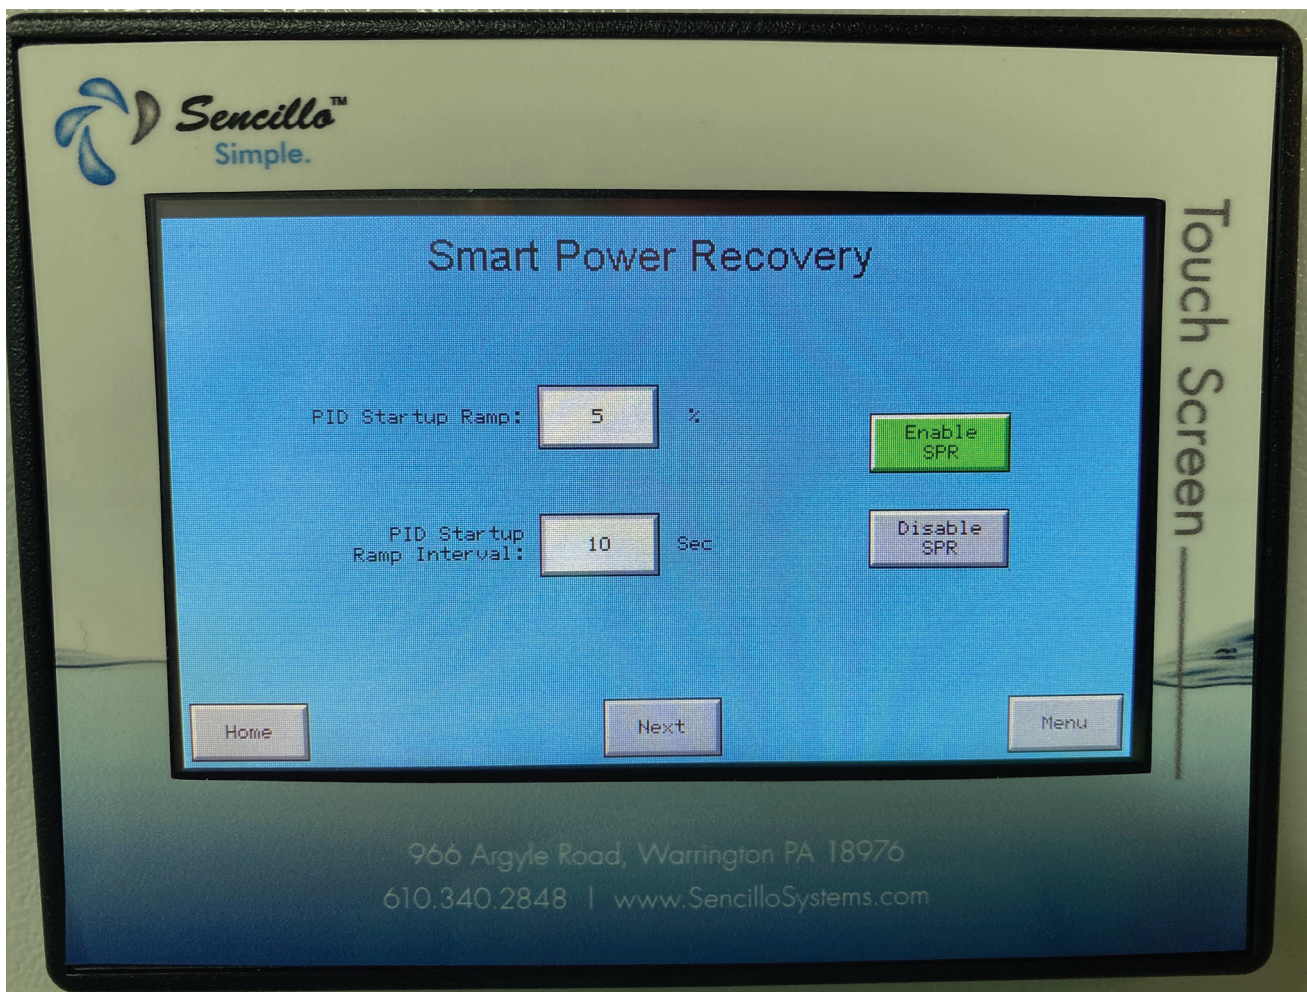 Sencillo™
Simple.
Touch Screen
Smart Power Recovery
PID Startup Ramp: 5 %
Enable
SPR
PID Startup
Ramp Interval: 10 Sec
Disable
SPR
Home Next Menu
966 Argyle Road, Warrington PA 18976
610.340.2848 | www.SencilloSystems.com